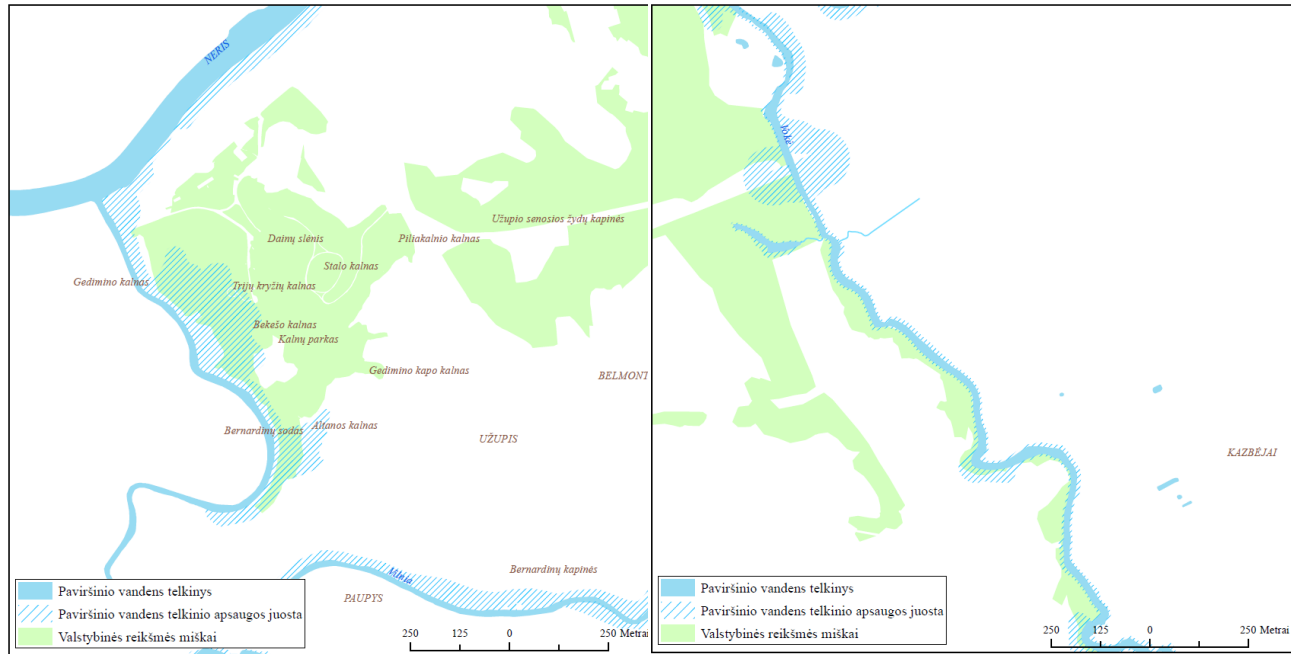 NERIS
Užupio senosios žydų kapinės
Dainų slėnis
Piliakalnio kalnas
Stalo kalnas
Gedimino kalnas
Trijų kryžių kalnas
Bekešo kalnas
Kalnų parkas
Gedimino kapo kalnas
BELMONT
Bernardinų sodas
Altanos kalnas
UŽUPIS
Bernardinų kapinės
Vilnia
PAUPYS
Paviršinio vandens telkinys
Paviršinio vandens telkinio apsaugos juosta
Valstybinės reikšmės miškai
250 125 0 250 Metrai
Vokė
KAZBĖJAI
Paviršinio vandens telkinys
Paviršinio vandens telkinio apsaugos juosta
Valstybinės reikšmės miškai
250 125 0 250 Metrai